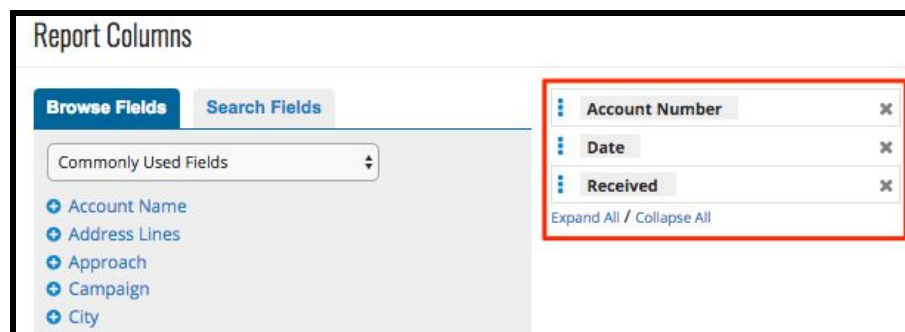 Report Columns
Browse Fields
Search Fields
Commonly Used Fields
Account Name
Address Lines
Approach
Campaign
City
Account Number
Date
Received
Expand All / Collapse All